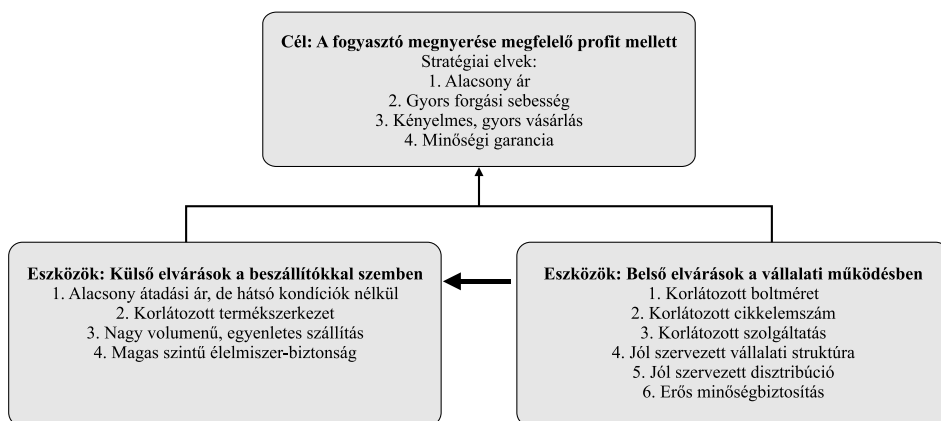 Cél: A fogyasztó megnyerése megfelelő profit mellett
Stratégiai elvek:
1. Alacsony ár
2. Gyors forgási sebesség
3. Kényelmes, gyors vásárlás
4. Minőségi garancia
Eszközök: Külső elvárások a beszállítókkal szemben
1. Alacsony átadási ár, de hátsó kondíciók nélkül
2. Korlátozott termékszerkezet
3. Nagy volumenű, egyenletes szállítás
4. Magas szintű élelmiszer-biztonság
Eszközök: Belső elvárások a vállalati működésben
1. Korlátozott boltméret
2. Korlátozott cikkelemszám
3. Korlátozott szolgáltatás
4. Jól szervezett vállalati struktúra
5. Jól szervezett disztribúció
6. Erős minőségbiztosítás